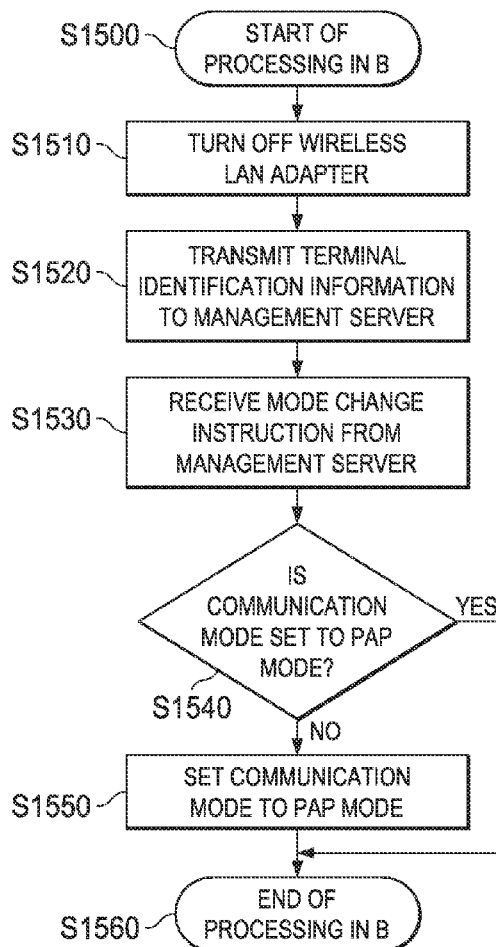 S1500
START OF
PROCESSING IN B
S1510
TURN OFF WIRELESS
LAN ADAPTER
S1520
TRANSMIT TERMINAL
IDENTIFICATION INFORMATION
TO MANAGEMENT SERVER
S1530
RECEIVE MODE CHANGE
INSTRUCTION FROM
MANAGEMENT SERVER
IS
COMMUNICATION
MODE SET TO PAP
MODE?
YES
S1540
NO
S1550
SET COMMUNICATION
MODE TO PAP MODE
S1560
END OF
PROCESSING IN B